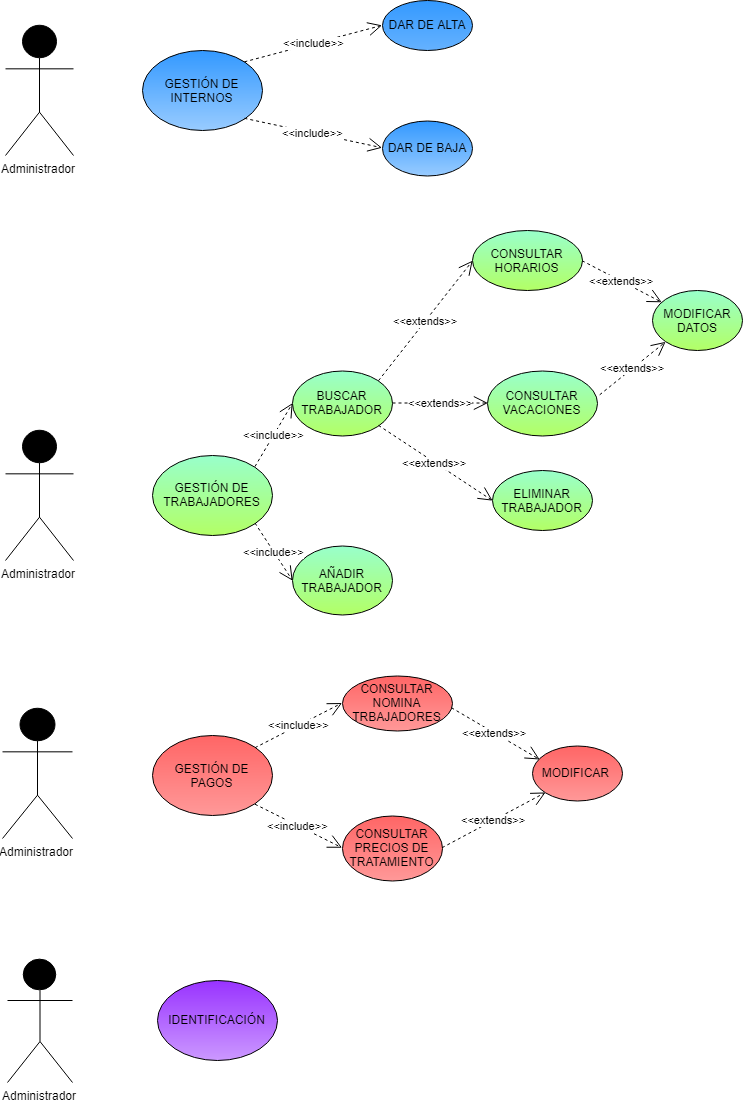 DAR DE ALTA
<<include>>
GESTIÓN DE
INTERNOS
<<include>>
DAR DE BAJA
Administrador
CONSULTAR
HORARIOS
<<extends>>
MODIFICAR
DATOS
<<extends>>
<<extends>>
BUSCAR
TRABAJADOR
<<extends>>
CONSULTAR
VACACIONES
<<include>>
<<extends>>
GESTIÓN DE
TRABAJADORES
ELIMINAR
TRABAJADOR
<<include>>
AÑADIR
TRABAJADOR
Administrador
CONSULTAR
NOMINA
TRBAJADORES
<<include>>
<<extends>>
GESTIÓN DE
PAGOS
MODIFICAR
<<include>>
<<extends>>
CONSULTAR
PRECIOS DE
TRATAMIENTO
Administrador
IDENTIFICACIÓN
Administrador